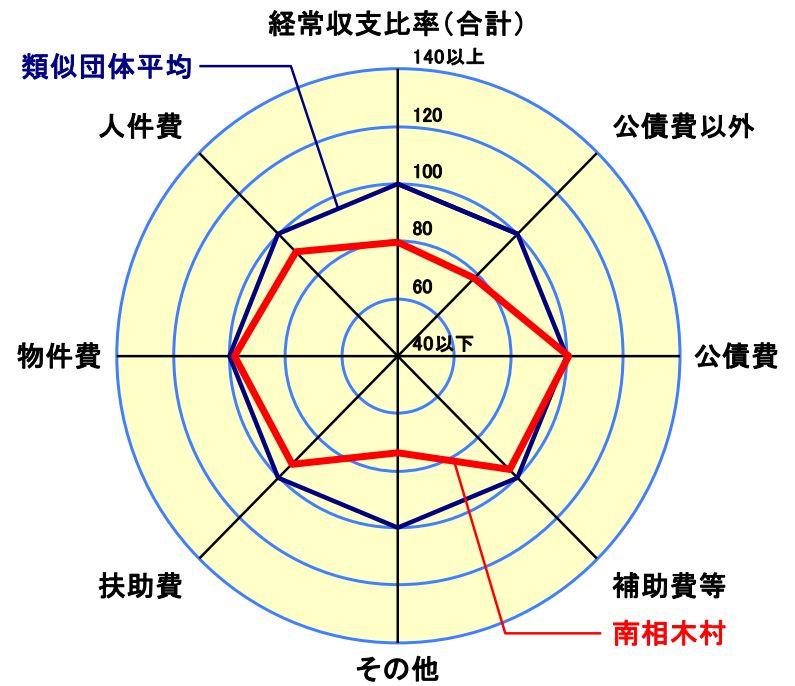 経常収支比率（合計）
140以上
類似団体平均
120
人件費
公債費以外
100
80
60
40以下
物件費
公債費
扶助費
補助費等
南相木村
その他